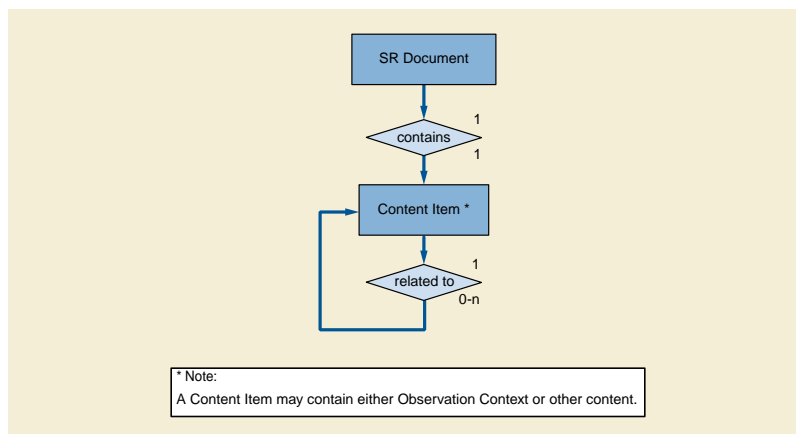 SR Document
1
contains
1
Content Item *
1
related to
0-n
* Note:
A Content Item may contain either Observation Context or other content.